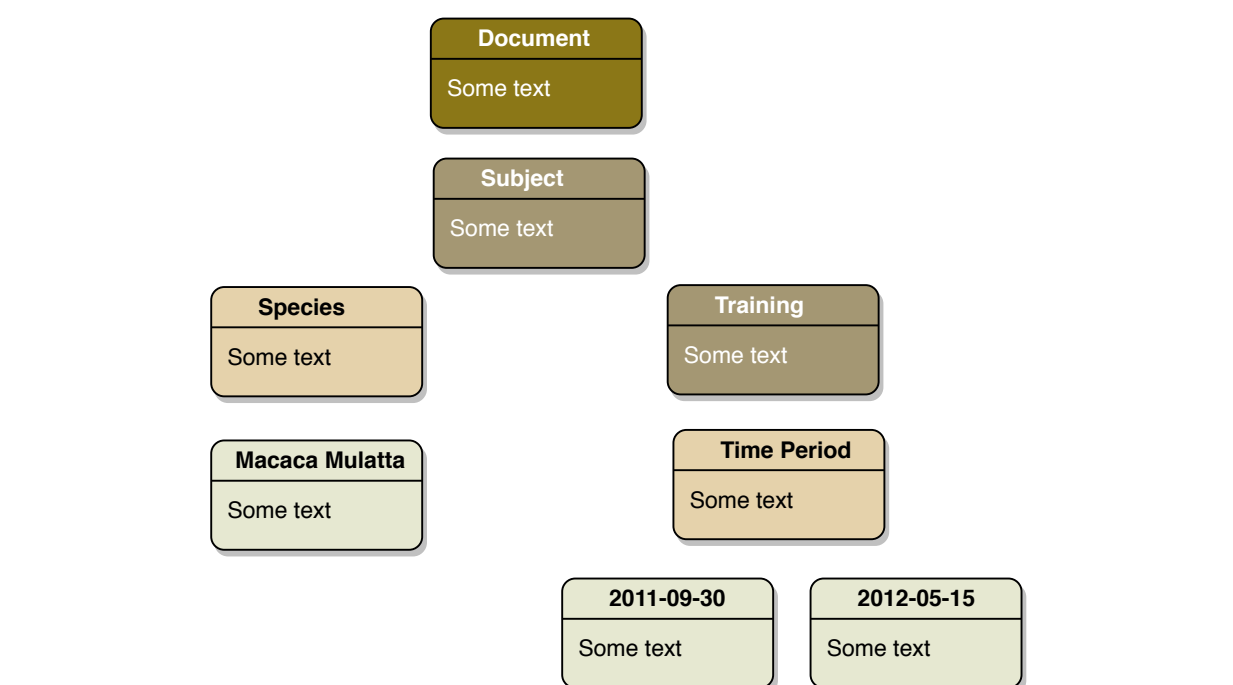 Document
Some text
Subject
Some text
Species
Some text
Training
Some text
Macaca Mulatta
Some text
Time Period
Some text
2011-09-30
Some text
2012-05-15
Some text